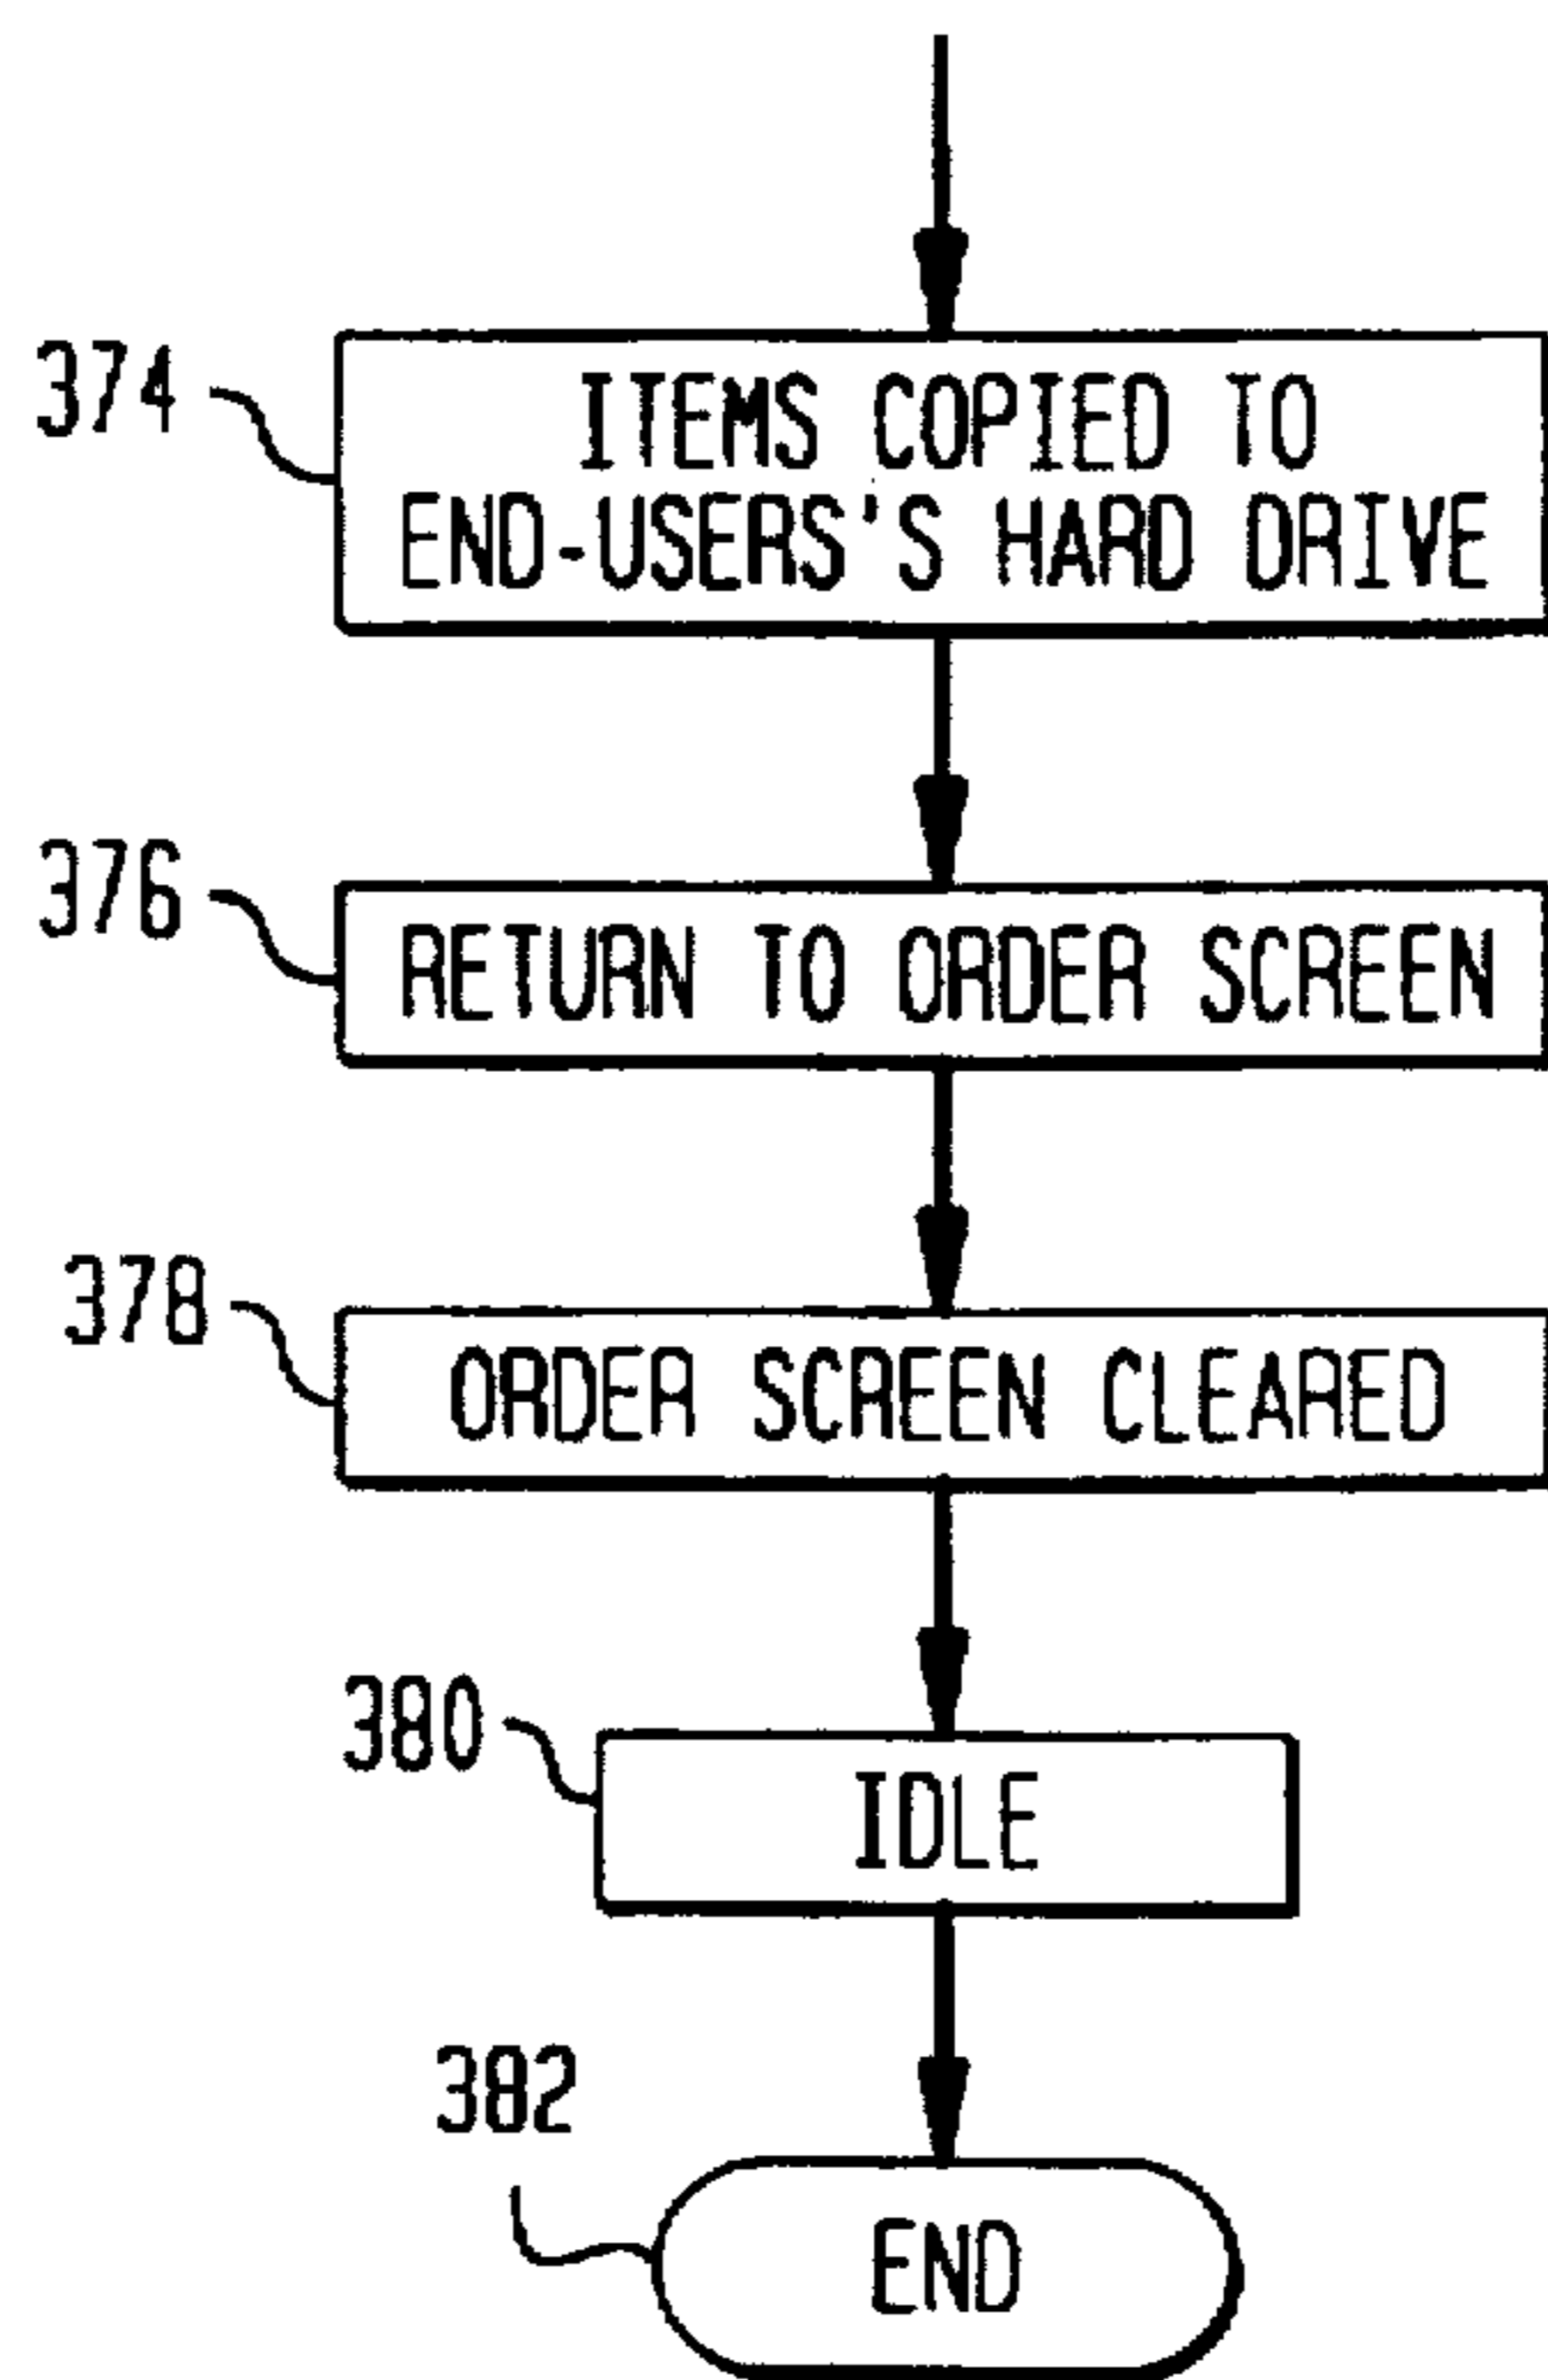 374
ITEMS COPIED TO
END-USERS'S HARD DRIVE
376
RETURN TO ORDER SCREEN
378
ORDER SCREEN CLEARED
380
IDLE
382
END